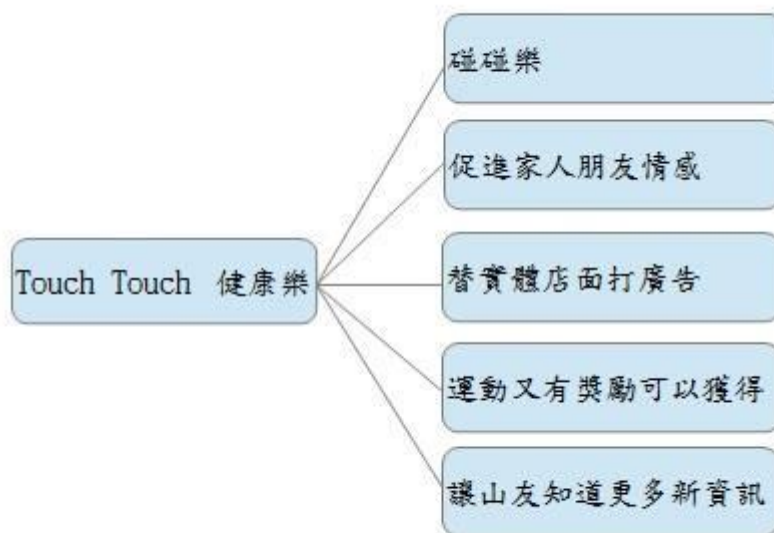 碰碰樂
促進家人朋友情感
Touch Touch 健康樂
替實體店面打廣告
運動又有獎勵可以獲得
讓山友知道更多新資訊